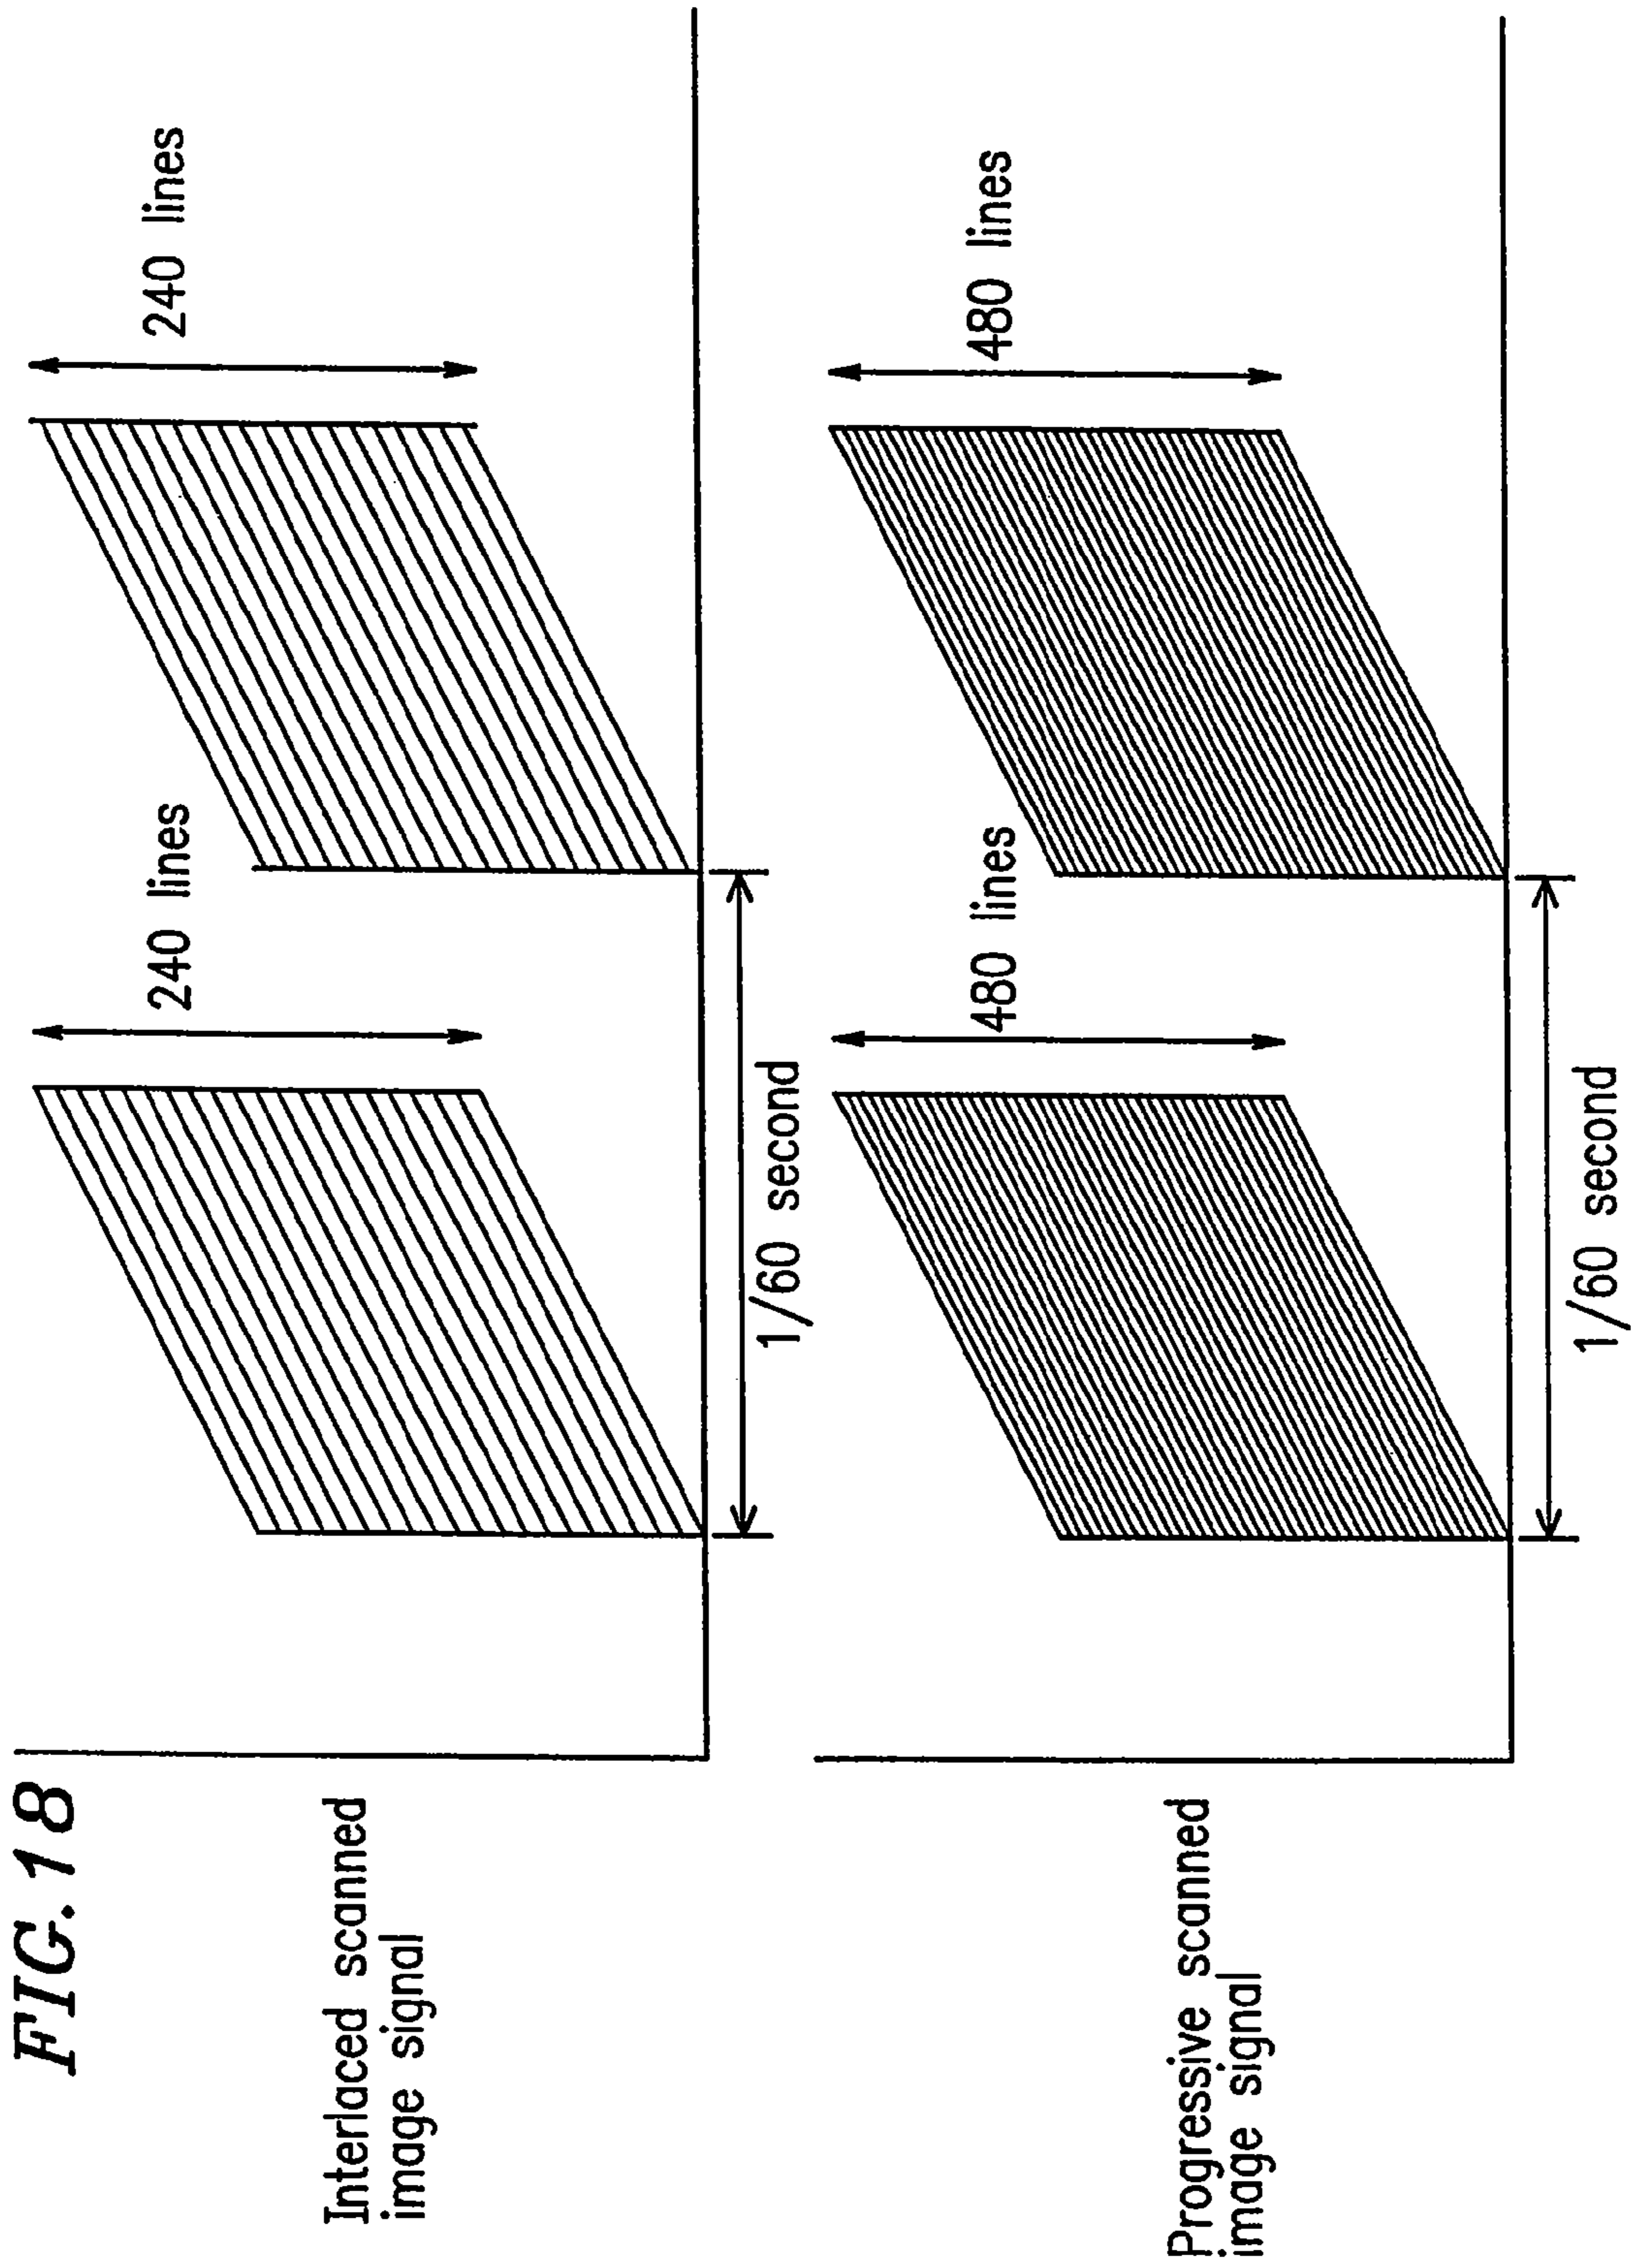 FIG.18
Interlaced scanned
image signal
240 lines
240 lines
1/60 second
Progressive scanned
image signal
480 lines
480 lines
1/60 second